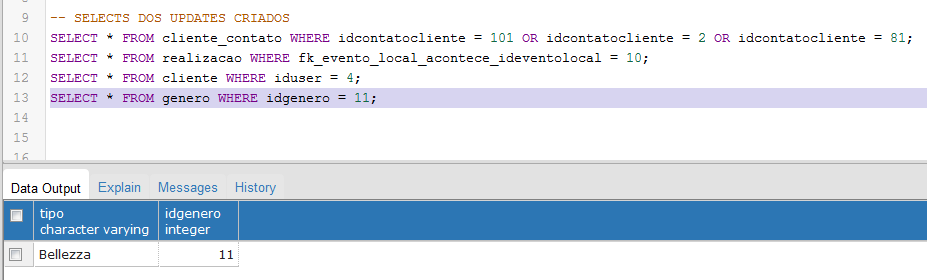 9 -- SELECTS DOS UPDATES CRIADOS
10 SELECT * FROM cliente_contato WHERE idcontatocliente = 101 OR idcontatocliente = 2 OR idcontatocliente = 81;
11 SELECT * FROM realizacao WHERE fk_evento_local_acontece_ideventolocal = 10;
12 SELECT * FROM cliente WHERE iduser = 4;
13 SELECT * FROM genero WHERE idgenero = 11;
14
15
16
Data Output Explain Messages History
tipo idgenero
character varying integer
Bellezza 11